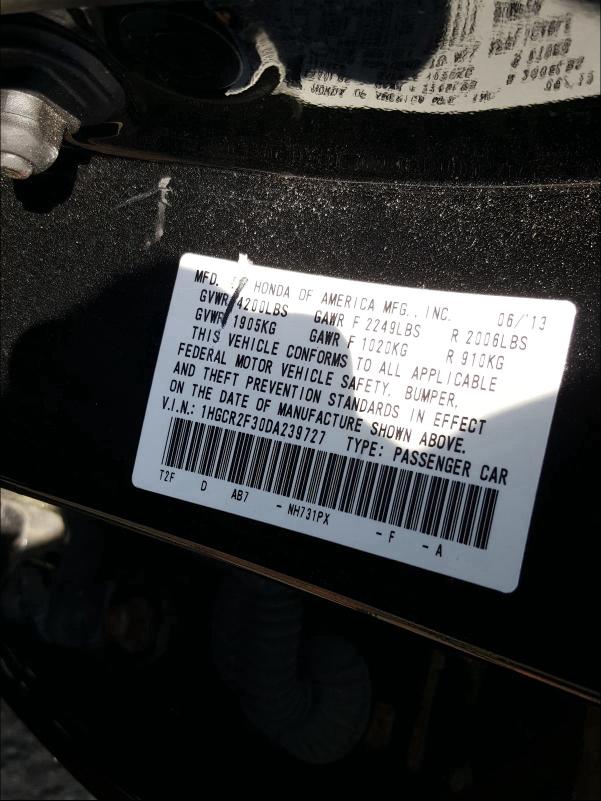 MFD. BY HONDA OF AMERICA MFG., INC. 06/'13
GVWR 4200LBS GAWR F 2249LBS R 2006LBS
GVWR 1905KG GAWR F 1020KG R 910KG
THIS VEHICLE CONFORMS TO ALL APPLICABLE
FEDERAL MOTOR VEHICLE SAFETY, BUMPER,
AND THEFT PREVENTION STANDARDS IN EFFECT
ON THE DATE OF MANUFACTURE SHOWN ABOVE.
V.I.N.: 1HGCR2F30DA239727 TYPE: PASSENGER CAR
T2F D AB7 - NH731PX - F - A